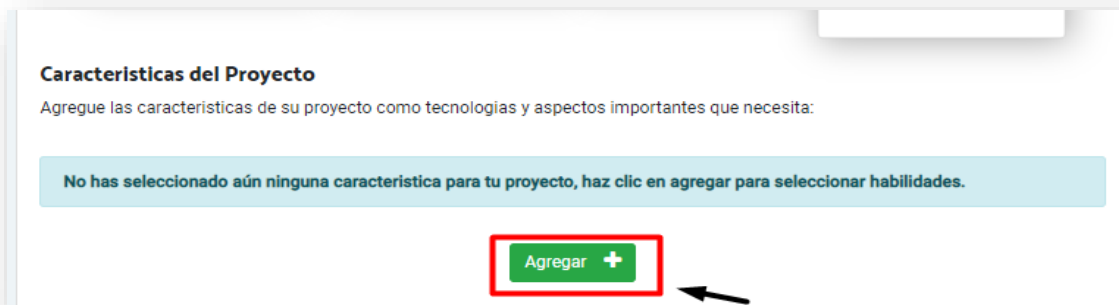 Caracteristicas del Proyecto
Agregue las caracteristicas de su proyecto como tecnologias y aspectos importantes que necesita:
No has seleccionado aún ninguna caracteristica para tu proyecto, haz clic en agregar para seleccionar habilidades.
Agregar